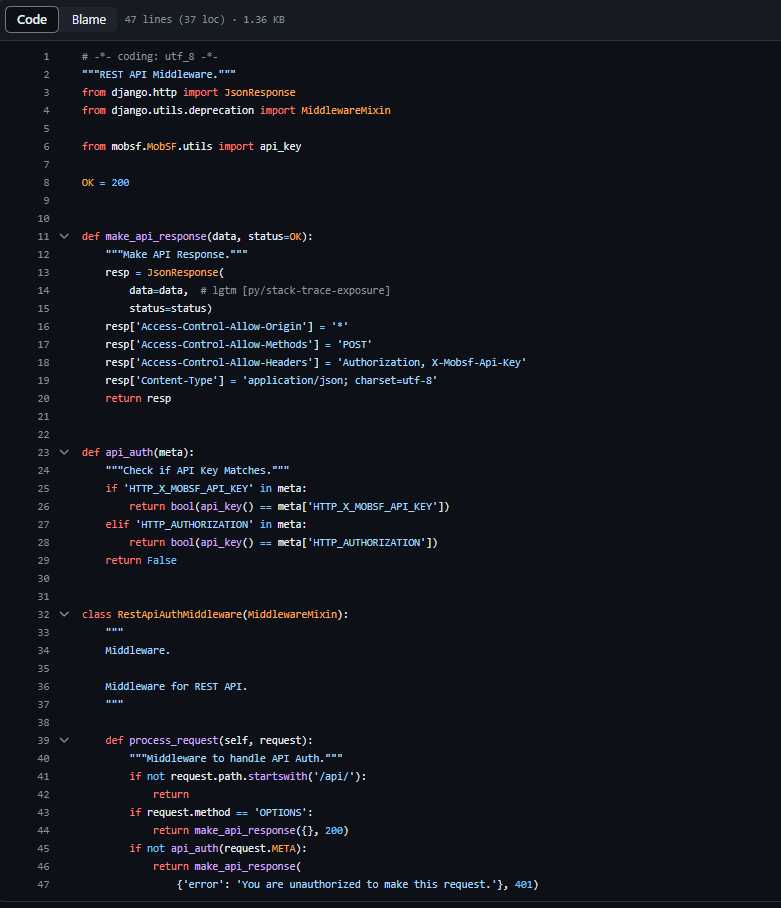 Code Blame 47 lines (37 loc) · 1.36 KB
1 # -*- coding: utf_8 -*-
2 """REST API Middleware."""
3 from django.http import JsonResponse
4 from django.utils.deprecation import MiddlewareMixin
5
6 from mobsf.MobSF.utils import api_key
7
8 OK = 200
9
10
11 def make_api_response(data, status=OK):
12     """Make API Response."""
13     resp = JsonResponse(
14         data=data,  # lgtm [py/stack-trace-exposure]
15         status=status)
16     resp['Access-Control-Allow-Origin'] = '*'
17     resp['Access-Control-Allow-Methods'] = 'POST'
18     resp['Access-Control-Allow-Headers'] = 'Authorization, X-Mobsf-Api-Key'
19     resp['Content-Type'] = 'application/json; charset=utf-8'
20     return resp
21
22
23 def api_auth(meta):
24     """Check if API Key Matches."""
25     if 'HTTP_X_MOBSF_API_KEY' in meta:
26         return bool(api_key() == meta['HTTP_X_MOBSF_API_KEY'])
27     elif 'HTTP_AUTHORIZATION' in meta:
28         return bool(api_key() == meta['HTTP_AUTHORIZATION'])
29     return False
30
31
32 class RestApiAuthMiddleware(MiddlewareMixin):
33     """
34     Middleware.
35
36     Middleware for REST API.
37     """
38
39     def process_request(self, request):
40         """Middleware to handle API Auth."""
41         if not request.path.startswith('/api/'):
42             return
43         if request.method == 'OPTIONS':
44             return make_api_response({}, 200)
45         if not api_auth(request.META):
46             return make_api_response(
47                 {'error': 'You are unauthorized to make this request.'}, 401)